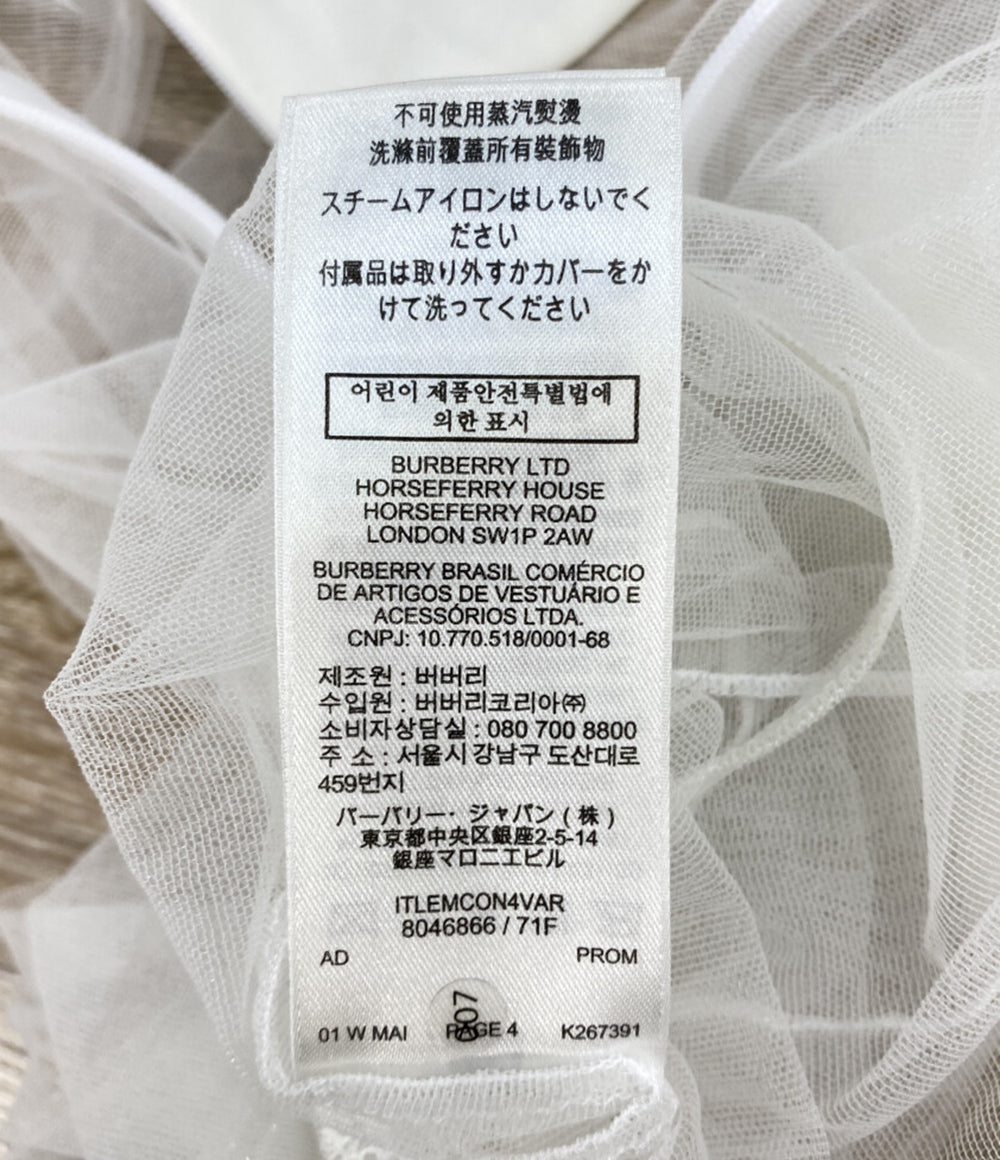 不可使用蒸汽熨燙
洗滌前覆蓋所有裝飾物
スチームアイロンはしないでく
ださい
付属品は取り外すかカバーをか
けて洗ってください
어린이 제품안전특별법에
의한 표시
BURBERRY LTD
HORSEFERRY HOUSE
HORSEFERRY ROAD
LONDON SW1P 2AW
BURBERRY BRASIL COMÉRCIO
DE ARTIGOS DE VESTUÁRIO E
ACESSÓRIOS LTDA.
CNPJ: 10.770.518/0001-68
제조원 : 버버리
수입원 : 버버리코리아㈜
소비자상담실 : 080 700 8800
주 소 : 서울시 강남구 도산대로
459번지
バーバリー・ジャパン ( 株 )
東京都中央区銀座2-5-14
銀座マロニエビル
ITLEMCON4VAR
8046866 / 71F
AD PROM
007
01 W MAI PAGE 4 K267391